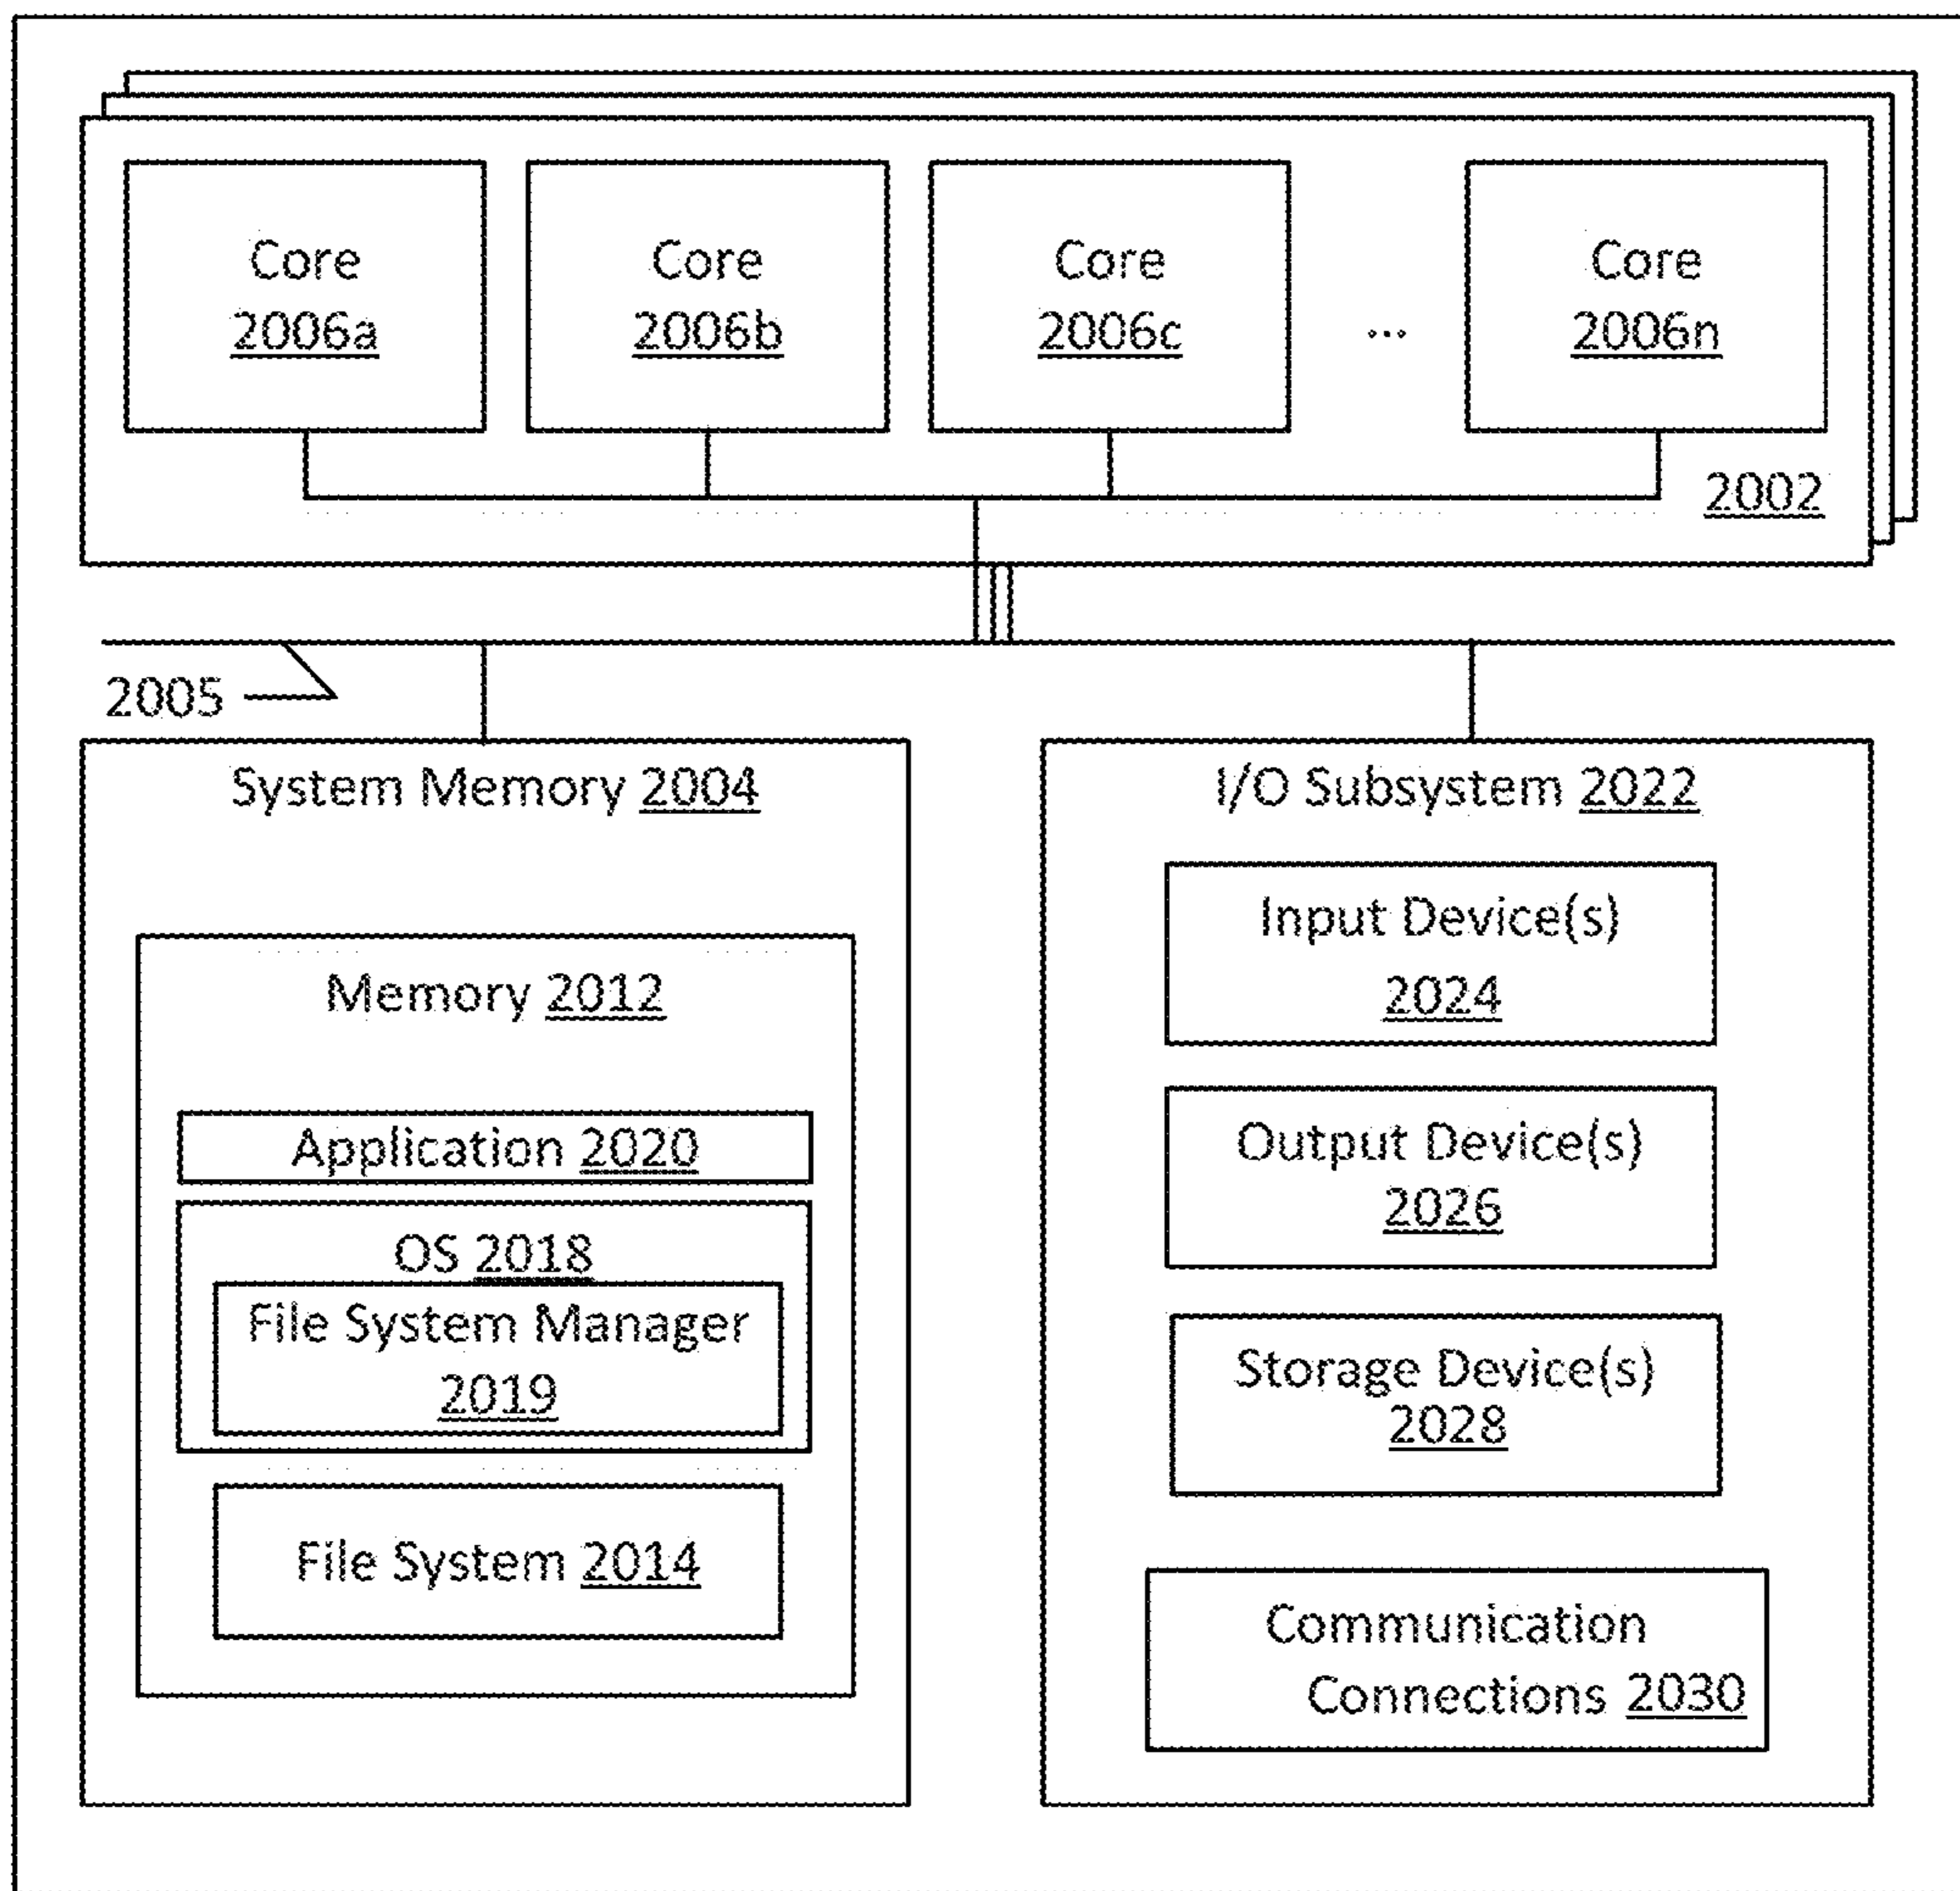 Core
2006a
Core
2006b
Core
2006c
...
Core
2006n
2002
2005
System Memory 2004
Memory 2012
Application 2020
OS 2018
File System Manager
2019
File System 2014
I/O Subsystem 2022
Input Device(s)
2024
Output Device(s)
2026
Storage Device(s)
2028
Communication
Connections 2030